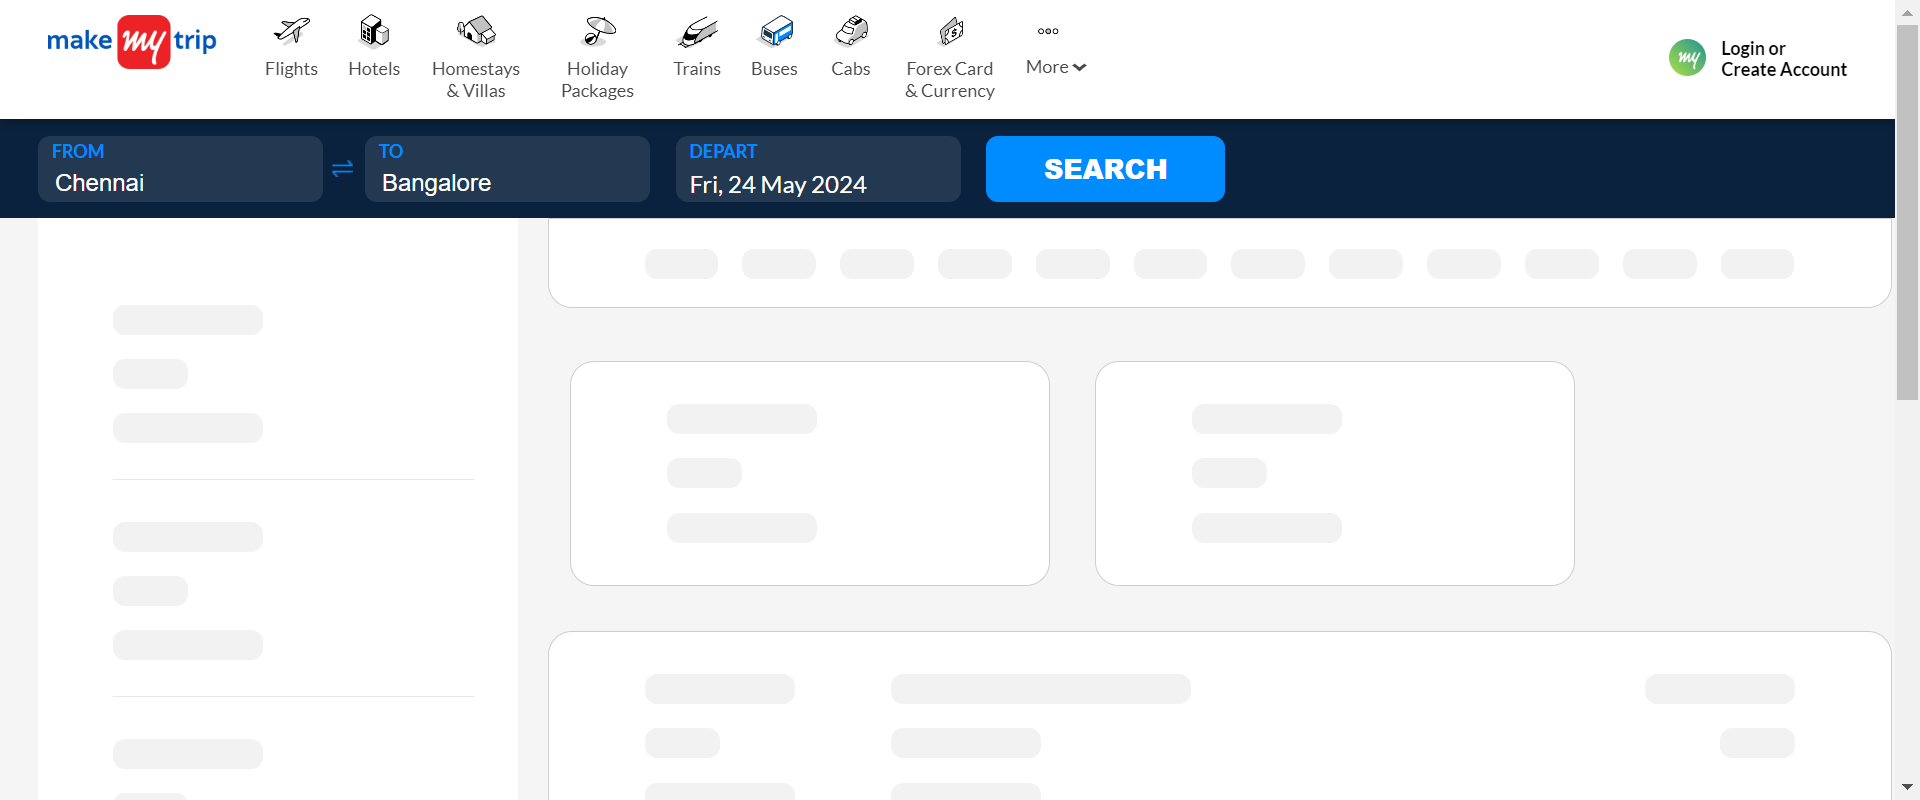 make my trip
Flights
Hotels
Homestays
& Villas
Holiday
Packages
Trains
Buses
Cabs
Forex Card
& Currency
More
my
Login or
Create Account
FROM
Chennai
TO
Bangalore
DEPART
Fri, 24 May 2024
SEARCH